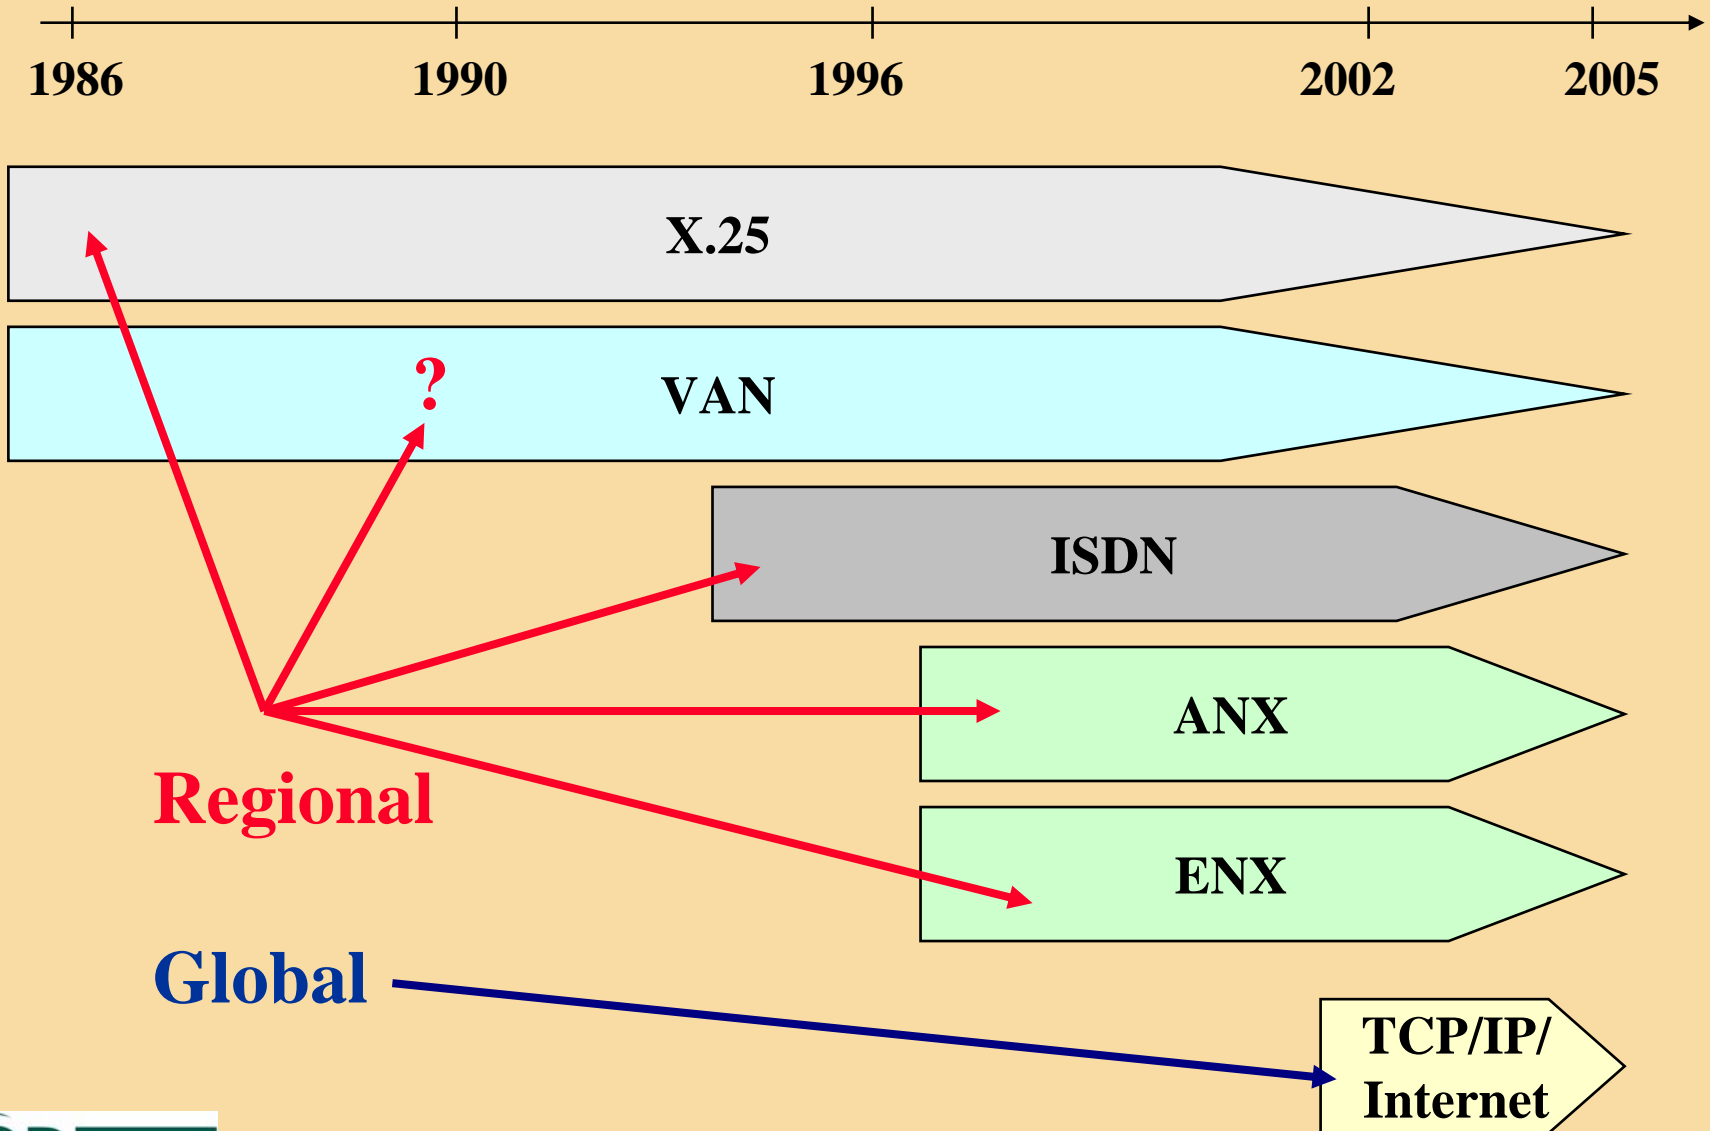 1986 1990 1996 2002 2005
X.25
?
VAN
ISDN
ANX
Regional
ENX
Global
TCP/IP/
Internet